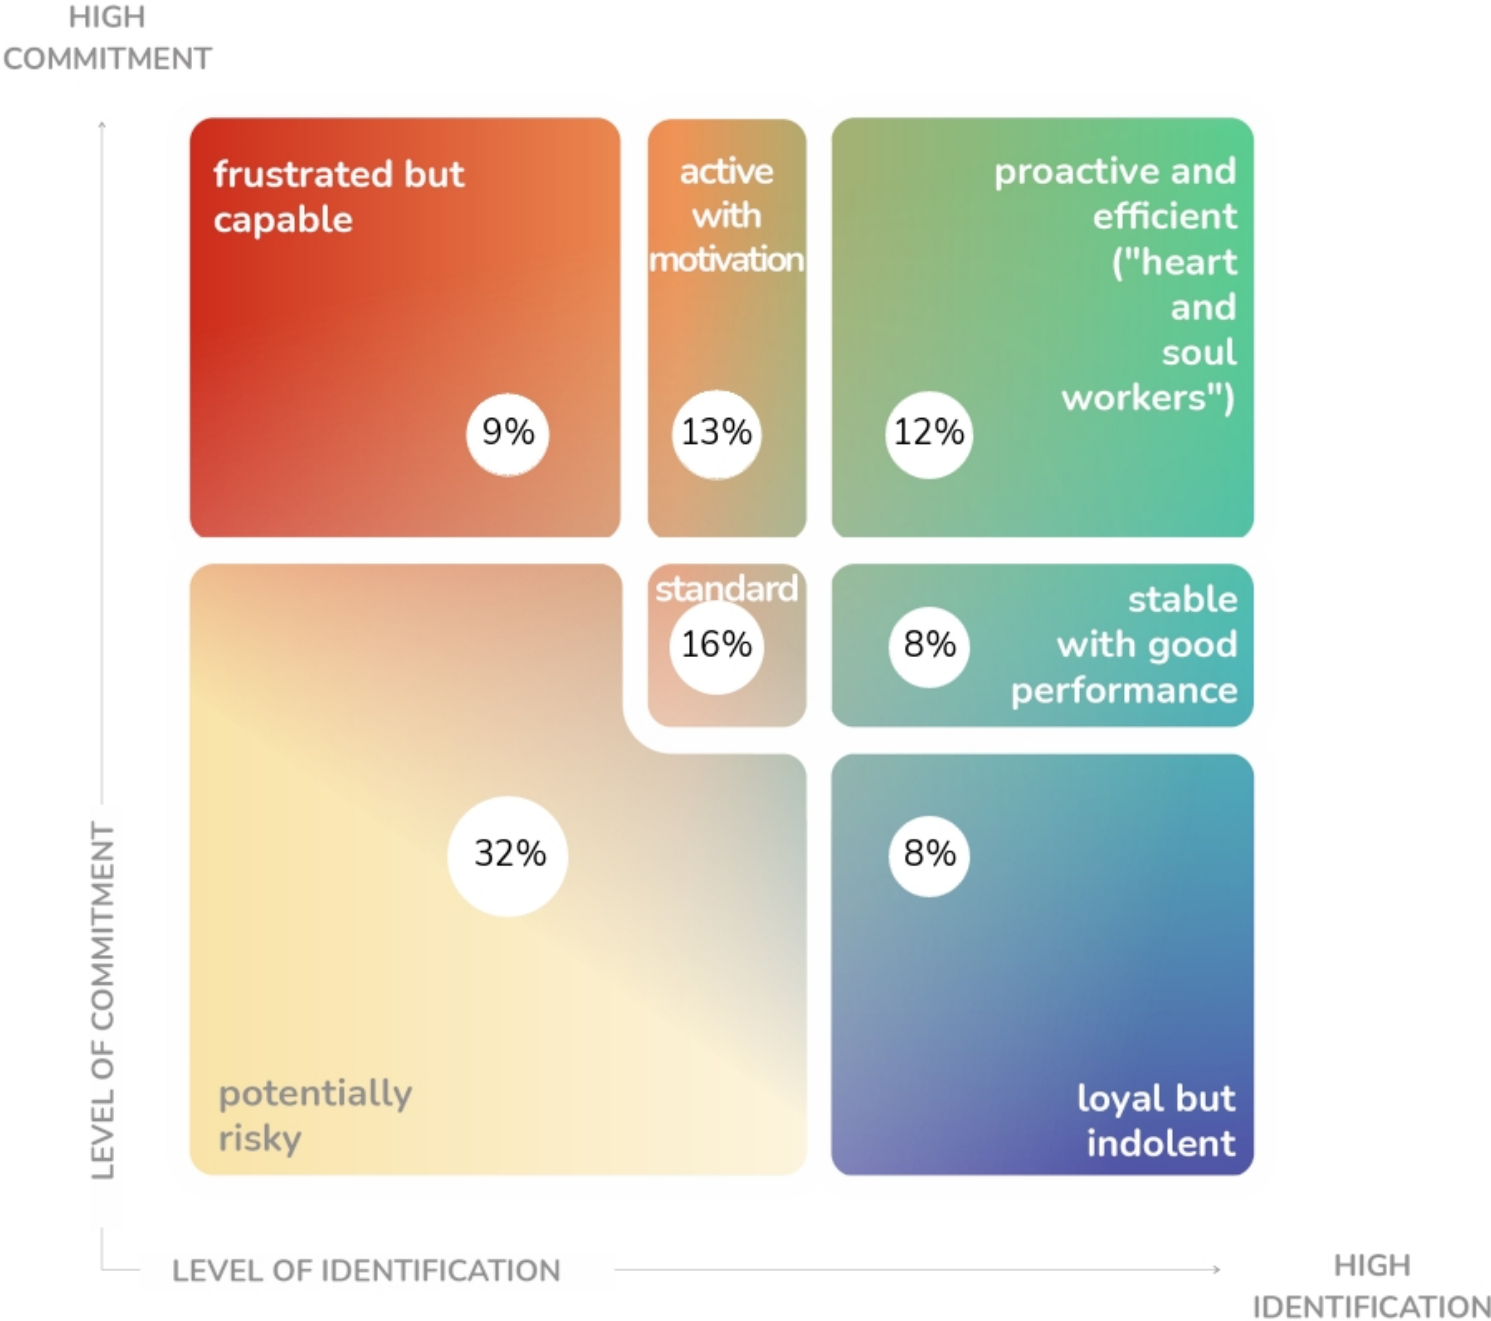 HIGH
COMMITMENT
frustrated but
capable
9%
active
with
motivation
13%
proactive and
efficient
("heart
and
soul
workers")
12%
standard
16%
stable
with good
performance
8%
32%
potentially
risky
8%
loyal but
indolent
LEVEL OF COMMITMENT
LEVEL OF IDENTIFICATION
HIGH
IDENTIFICATION